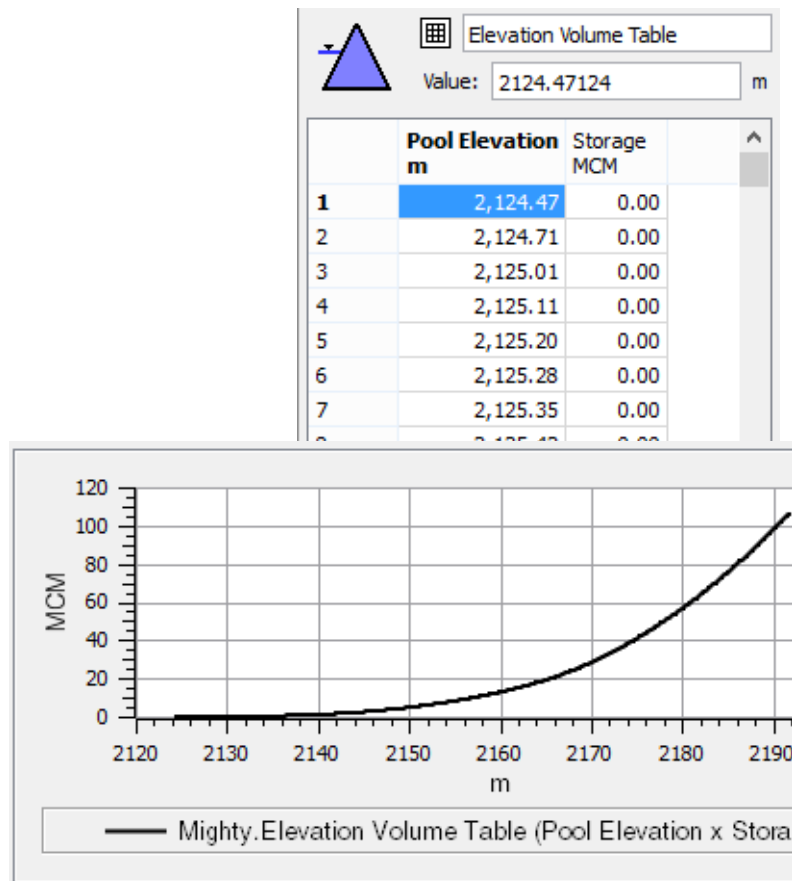 Elevation Volume Table
Value: 2124.47124 m
Pool Elevation Storage
m MCM
1 2,124.47 0.00
2 2,124.71 0.00
3 2,125.01 0.00
4 2,125.11 0.00
5 2,125.20 0.00
6 2,125.28 0.00
7 2,125.35 0.00
120
100
80
60
40
20
0
MCM
2120 2130 2140 2150 2160 2170 2180 2190
m
Mighty.Elevation Volume Table (Pool Elevation x Stora